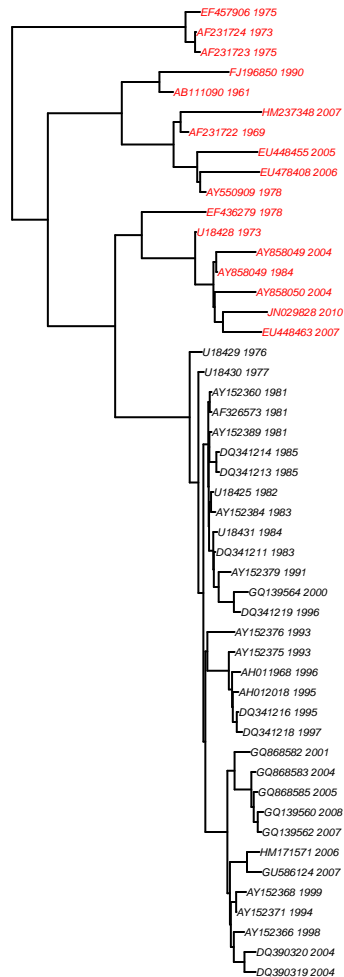 EF457906 1975
AF231724 1973
AF231723 1975
FJ196850 1990
AB111090 1961
HM237348 2007
AF231722 1969
EU448455 2005
EU478408 2006
AY550909 1978
EF436279 1978
U18428 1973
AY858049 2004
AY858049 1984
AY858050 2004
JN029828 2010
EU448463 2007
U18429 1976
U18430 1977
AY152360 1981
AF326573 1981
AY152389 1981
DQ341214 1985
DQ341213 1985
U18425 1982
AY152384 1983
U18431 1984
DQ341211 1983
AY152379 1991
GQ139564 2000
DQ341219 1996
AY152376 1993
AY152375 1993
AH011968 1996
AH012018 1995
DQ341216 1995
DQ341218 1997
GQ868582 2001
GQ868583 2004
GQ868585 2005
GQ139560 2008
GQ139562 2007
HM171571 2006
GU586124 2007
AY152368 1999
AY152371 1994
AY152366 1998
DQ390320 2004
DQ390319 2004